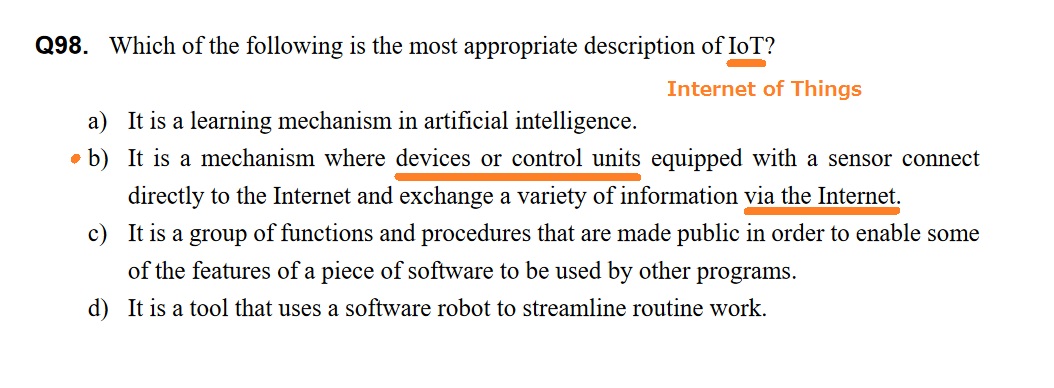 Q98. Which of the following is the most appropriate description of IoT?
Internet of Things
a) It is a learning mechanism in artificial intelligence.
b) It is a mechanism where devices or control units equipped with a sensor connect
directly to the Internet and exchange a variety of information via the Internet.
c) It is a group of functions and procedures that are made public in order to enable some
of the features of a piece of software to be used by other programs.
d) It is a tool that uses a software robot to streamline routine work.